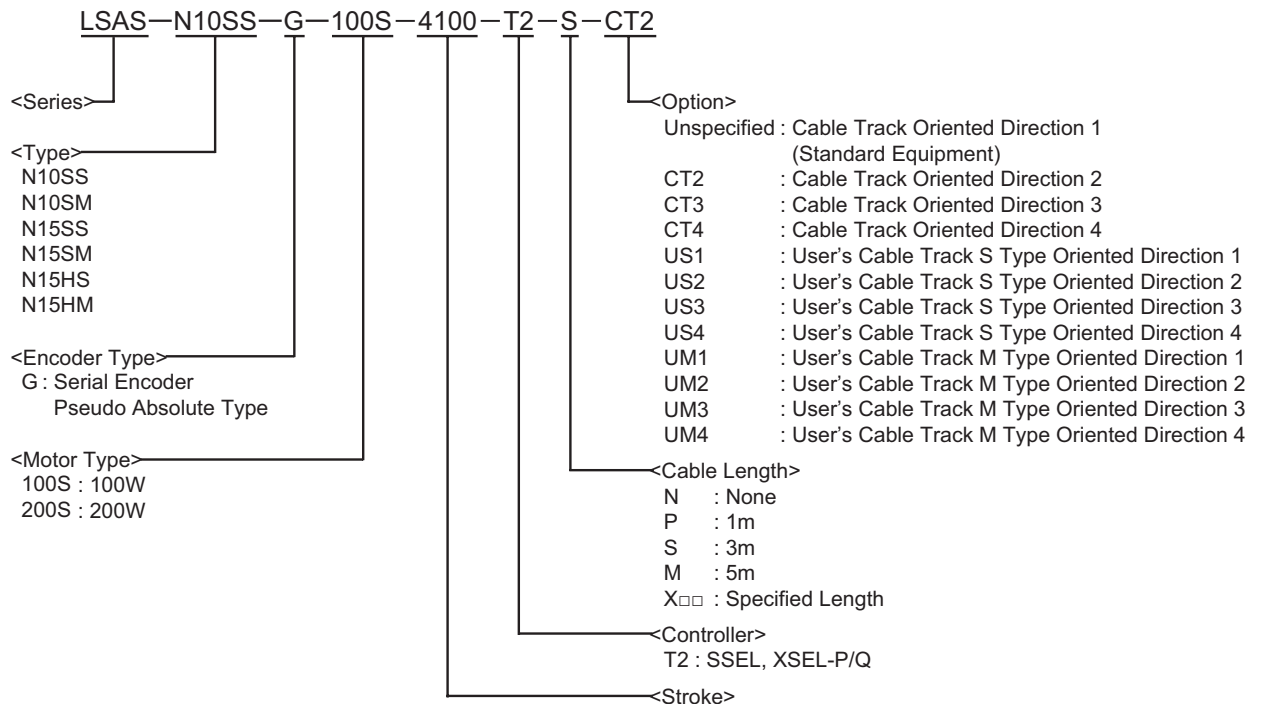 LSAS－N10SS－G－100S－4100－T2－S－CT2
<Series>
<Type>
N10SS
N10SM
N15SS
N15SM
N15HS
N15HM
<Encoder Type>
G : Serial Encoder
Pseudo Absolute Type
<Motor Type>
100S : 100W
200S : 200W
<Option>
Unspecified : Cable Track Oriented Direction 1
(Standard Equipment)
CT2 : Cable Track Oriented Direction 2
CT3 : Cable Track Oriented Direction 3
CT4 : Cable Track Oriented Direction 4
US1 : User’s Cable Track S Type Oriented Direction 1
US2 : User’s Cable Track S Type Oriented Direction 2
US3 : User’s Cable Track S Type Oriented Direction 3
US4 : User’s Cable Track S Type Oriented Direction 4
UM1 : User’s Cable Track M Type Oriented Direction 1
UM2 : User’s Cable Track M Type Oriented Direction 2
UM3 : User’s Cable Track M Type Oriented Direction 3
UM4 : User’s Cable Track M Type Oriented Direction 4
<Cable Length>
N : None
P : 1m
S : 3m
M : 5m
X□□ : Specified Length
<Controller>
T2 : SSEL, XSEL-P/Q
<Stroke>